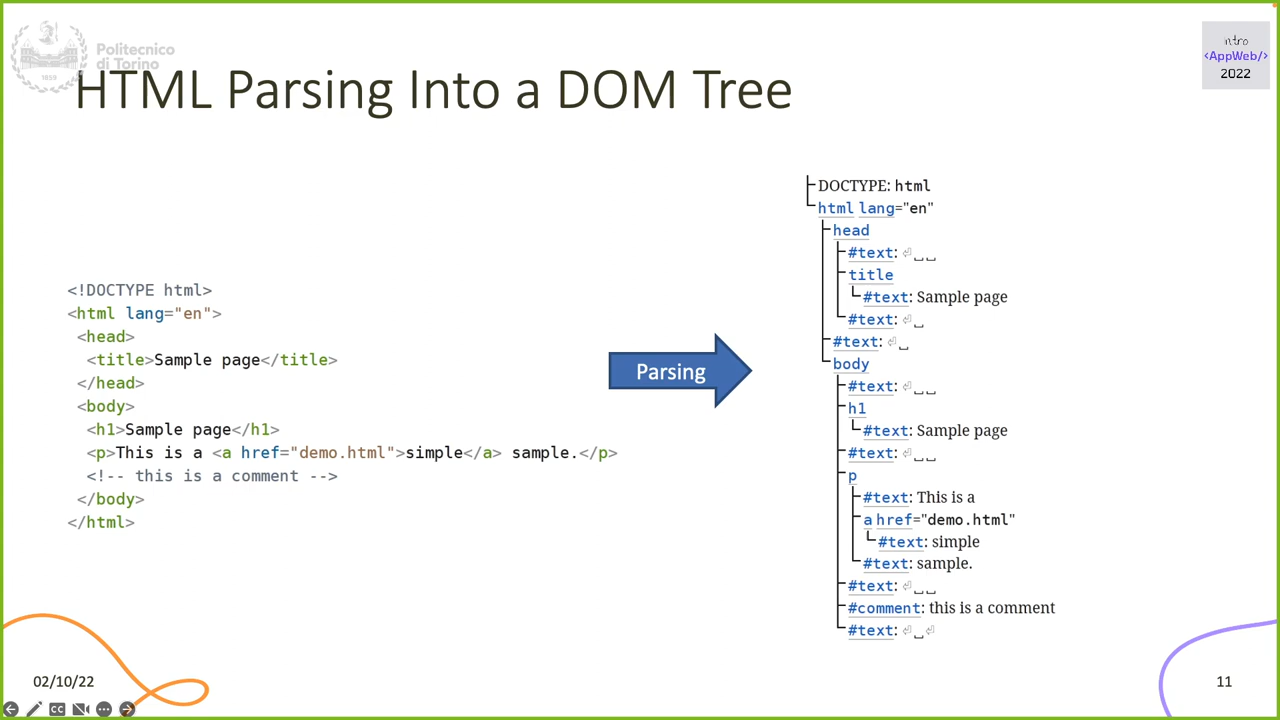 Politecnico
di Torino
1859
intro
<AppWeb/>
2022
HTML Parsing Into a DOM Tree
<!DOCTYPE html>
<html lang="en">
<head>
<title>Sample page</title>
</head>
<body>
<h1>Sample page</h1>
<p>This is a <a href="demo.html">simple</a> sample.</p>
<!-- this is a comment -->
</body>
</html>
Parsing
DOCTYPE: html
html lang="en"
head
#text: ⏎␣␣
title
#text: Sample page
#text: ⏎␣
#text: ⏎␣
body
#text: ⏎␣␣
h1
#text: Sample page
#text: ⏎␣␣
p
#text: This is a
a href="demo.html"
#text: simple
#text: sample.
#text: ⏎␣␣
#comment: this is a comment
#text: ⏎␣⏎
02/10/22
11
CC